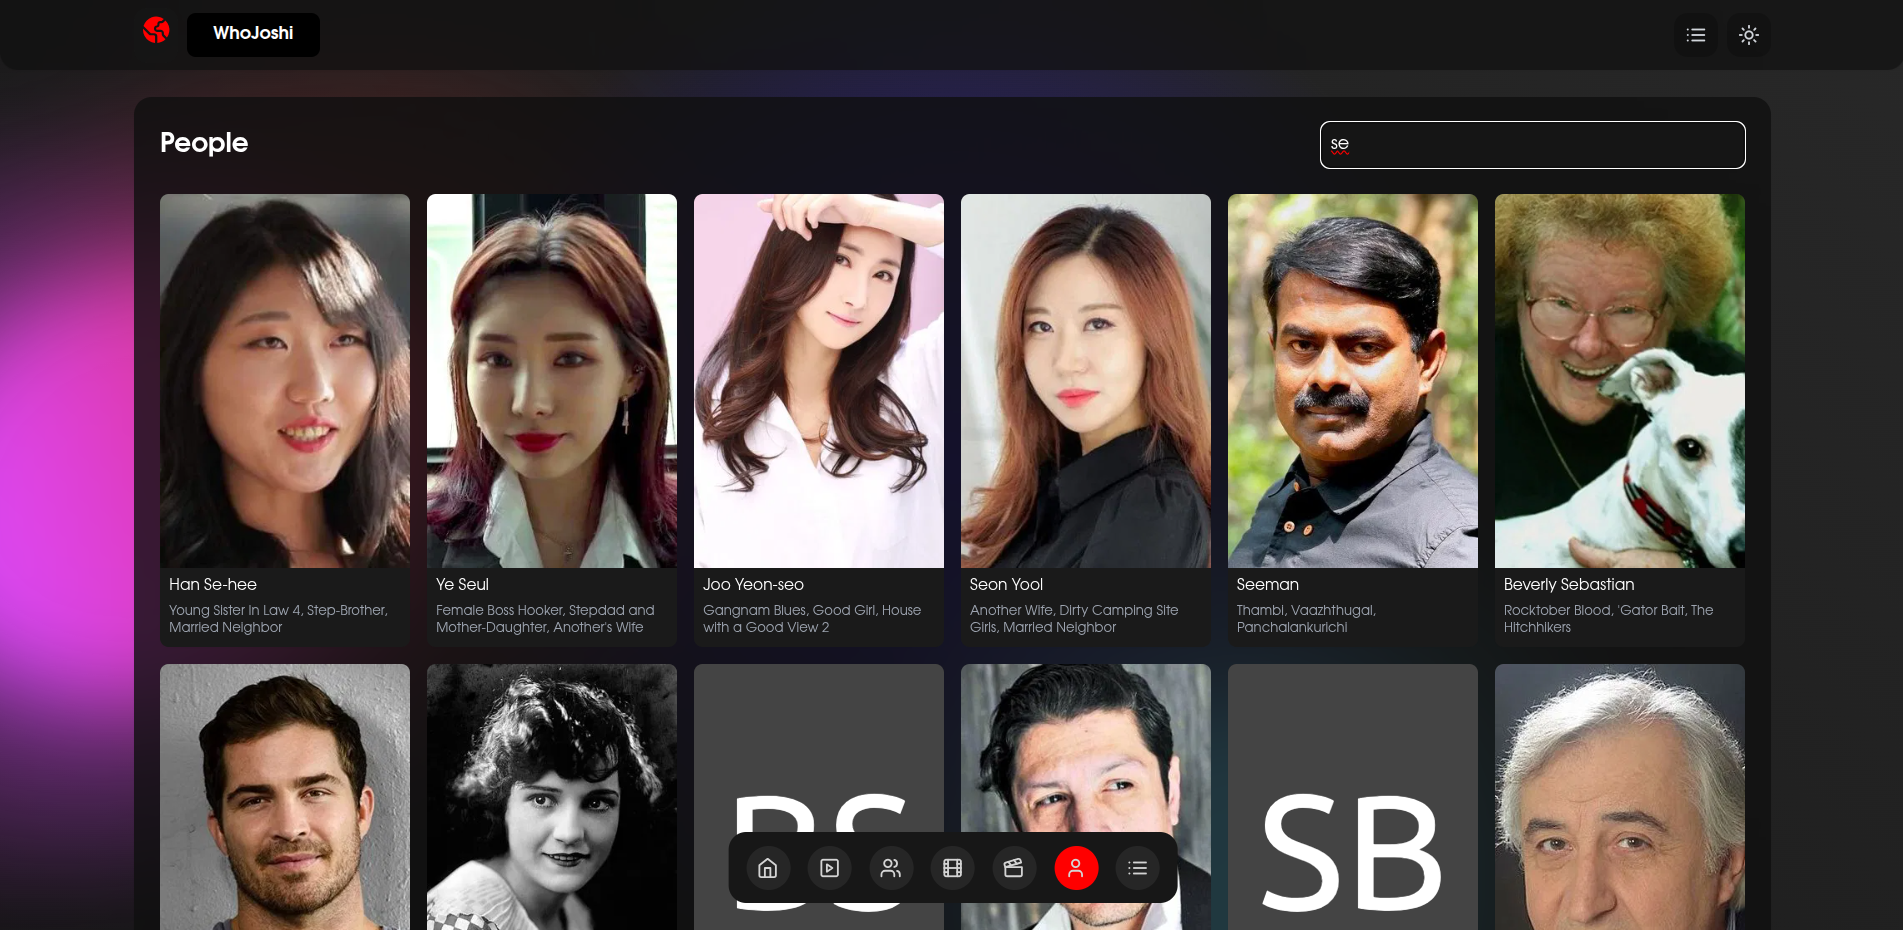 WhoJoshi
People
se
Han Se-hee
Young Sister In Law 4, Step-Brother,
Married Neighbor
Ye Seul
Female Boss Hooker, Stepdad and
Mother-Daughter, Another's Wife
Joo Yeon-seo
Gangnam Blues, Good Girl, House
with a Good View 2
Seon Yool
Another Wife, Dirty Camping Site
Girls, Married Neighbor
Seeman
Thambi, Vaazhthugal,
Panchalankurichi
Beverly Sebastian
Rocktober Blood, 'Gator Bait, The
Hitchhikers
BS
SB